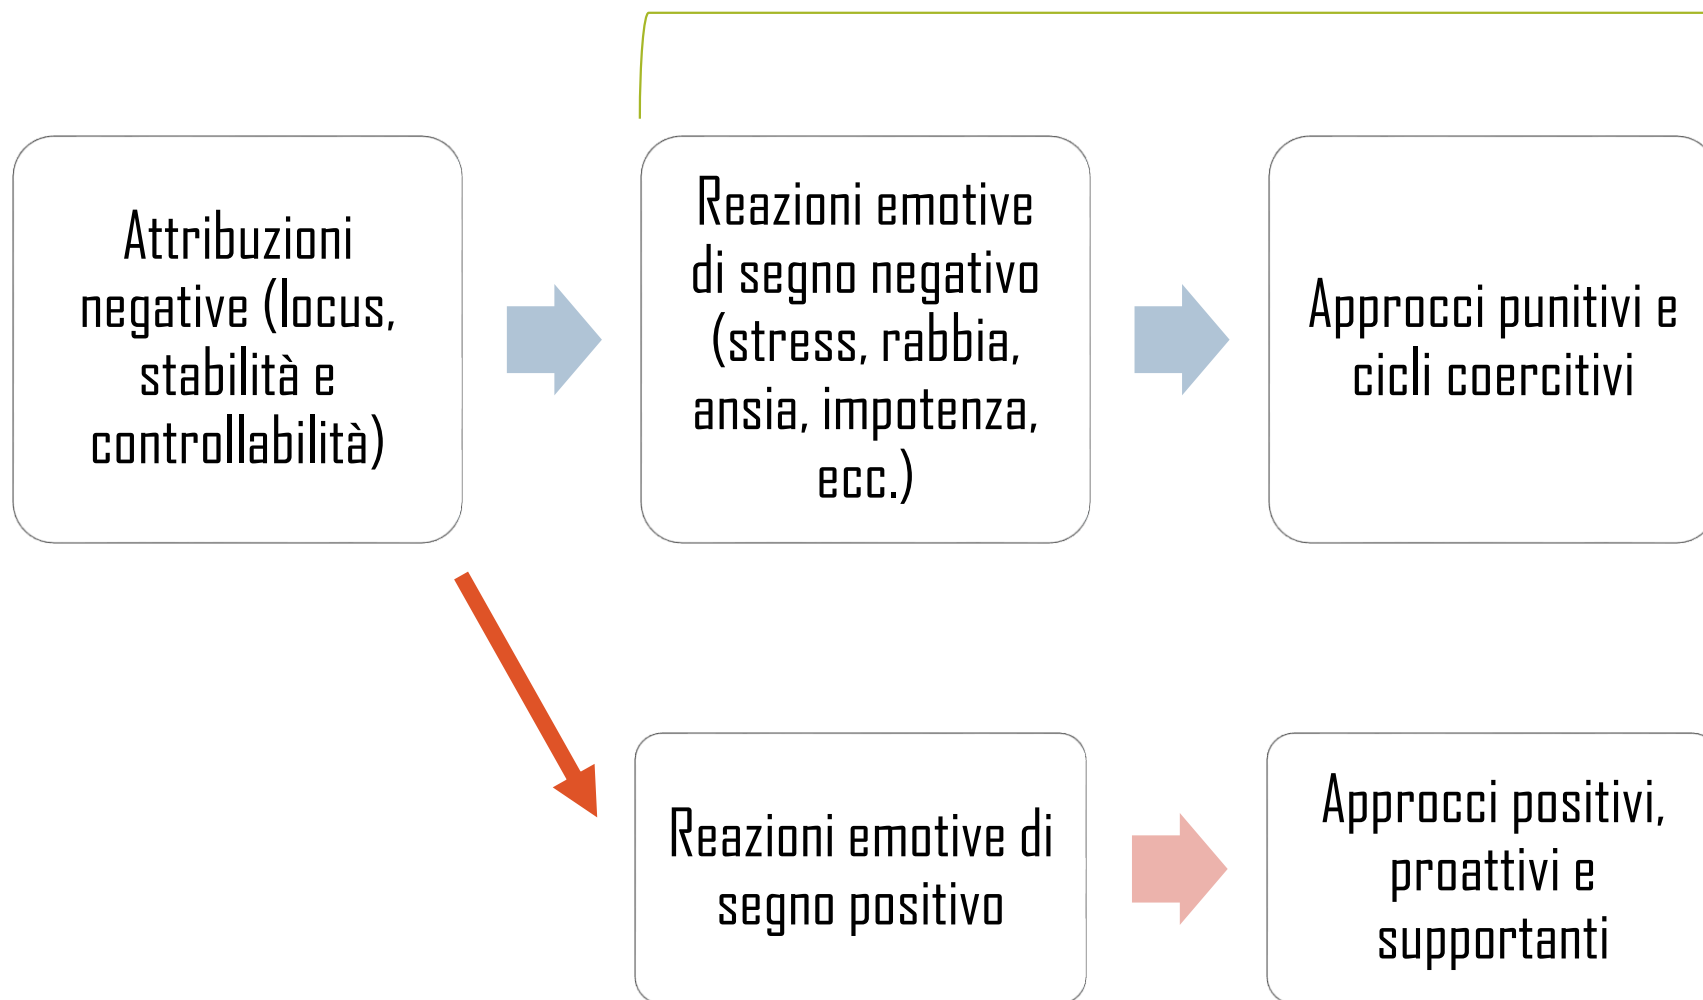 Attribuzioni
negative (locus,
stabilità e
controllabilità)
Reazioni emotive
di segno negativo
(stress, rabbia,
ansia, impotenza,
ecc.)
Approcci punitivi e
cicli coercitivi
Reazioni emotive di
segno positivo
Approcci positivi,
proattivi e
supportanti